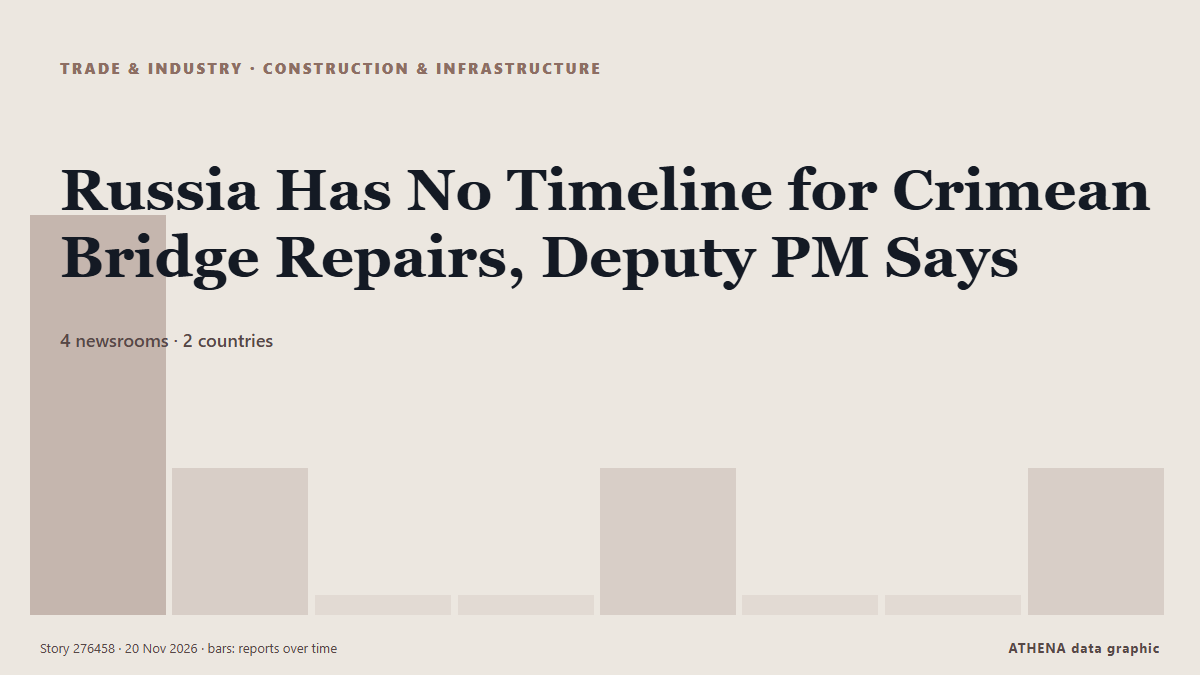 TRADE & INDUSTRY · CONSTRUCTION & INFRASTRUCTURE
Russia Has No Timeline for Crimean
Bridge Repairs, Deputy PM Says
4 newsrooms · 2 countries
Story 276458 · 20 Nov 2026 · bars: reports over time
ATHENA data graphic